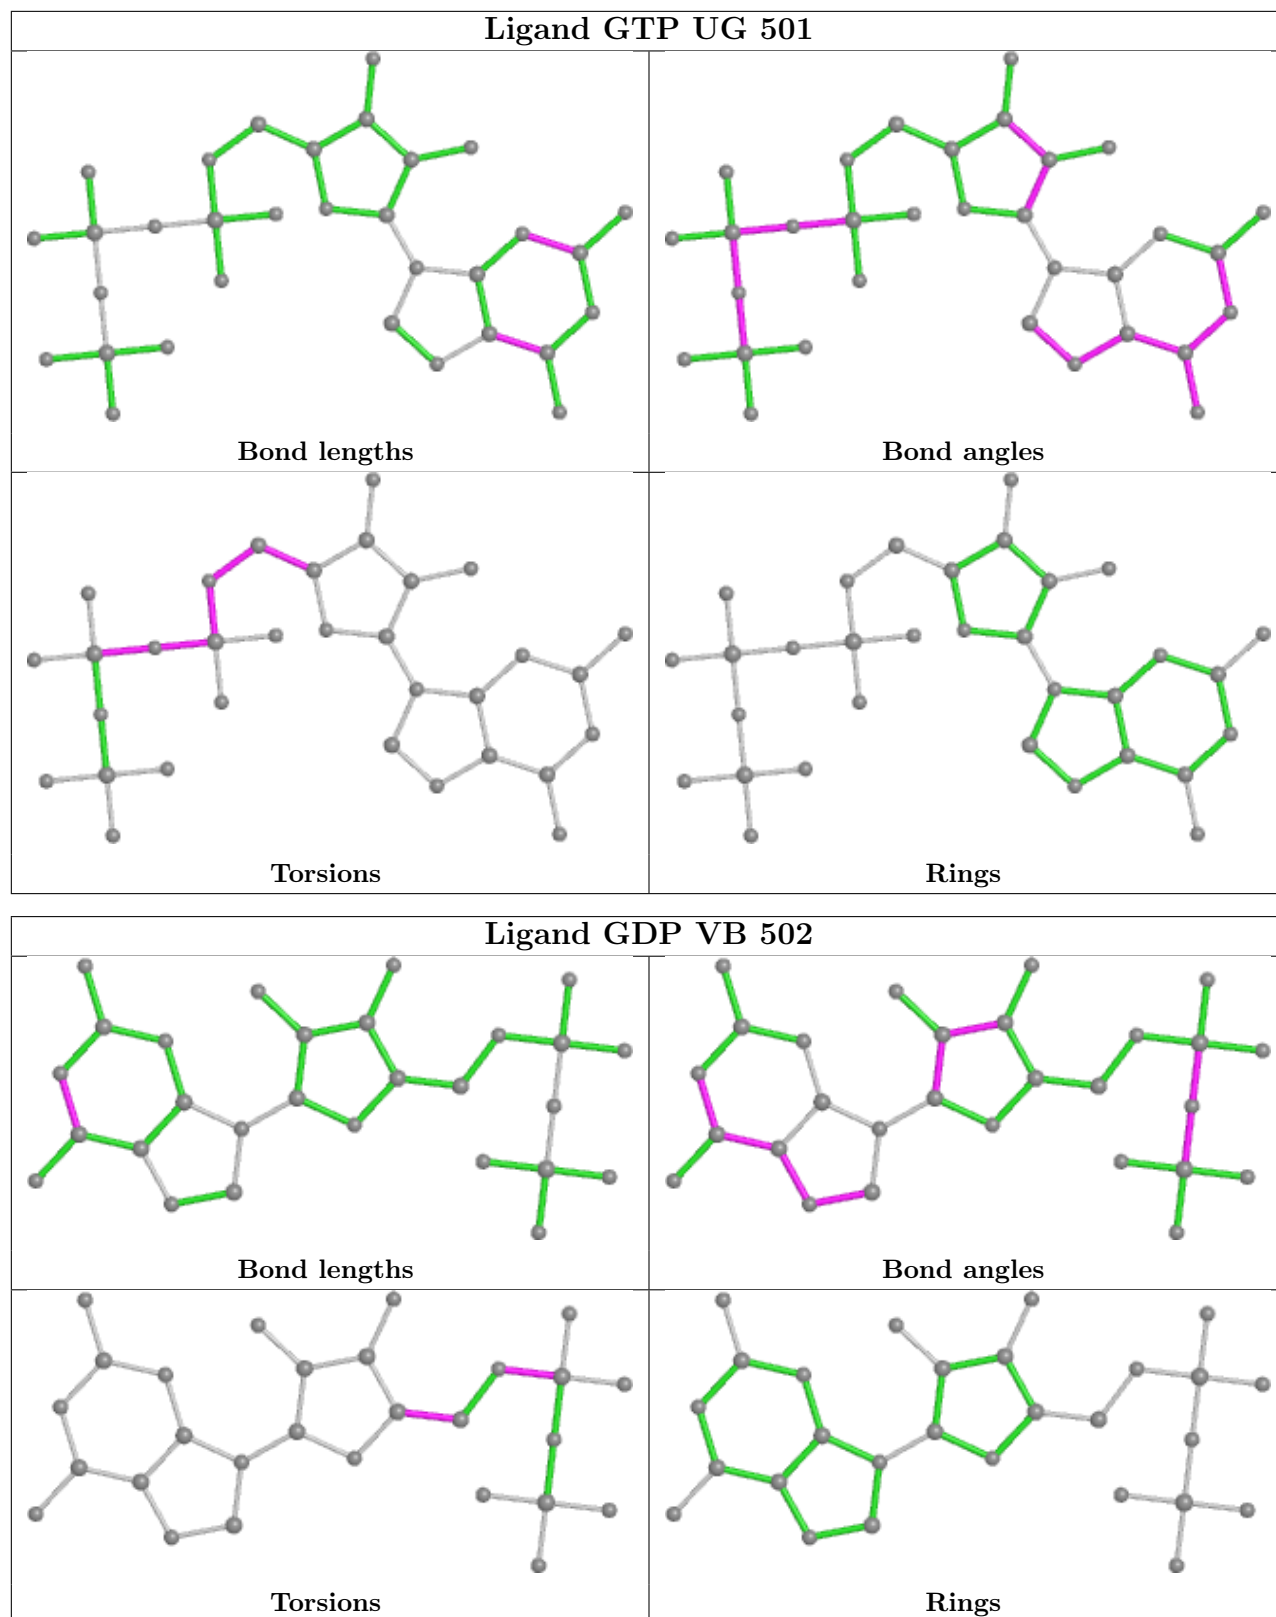 Ligand GTP UG 501
Bond lengths
Bond angles
Torsions
Rings
Ligand GDP VB 502
Bond lengths
Bond angles
Torsions
Rings